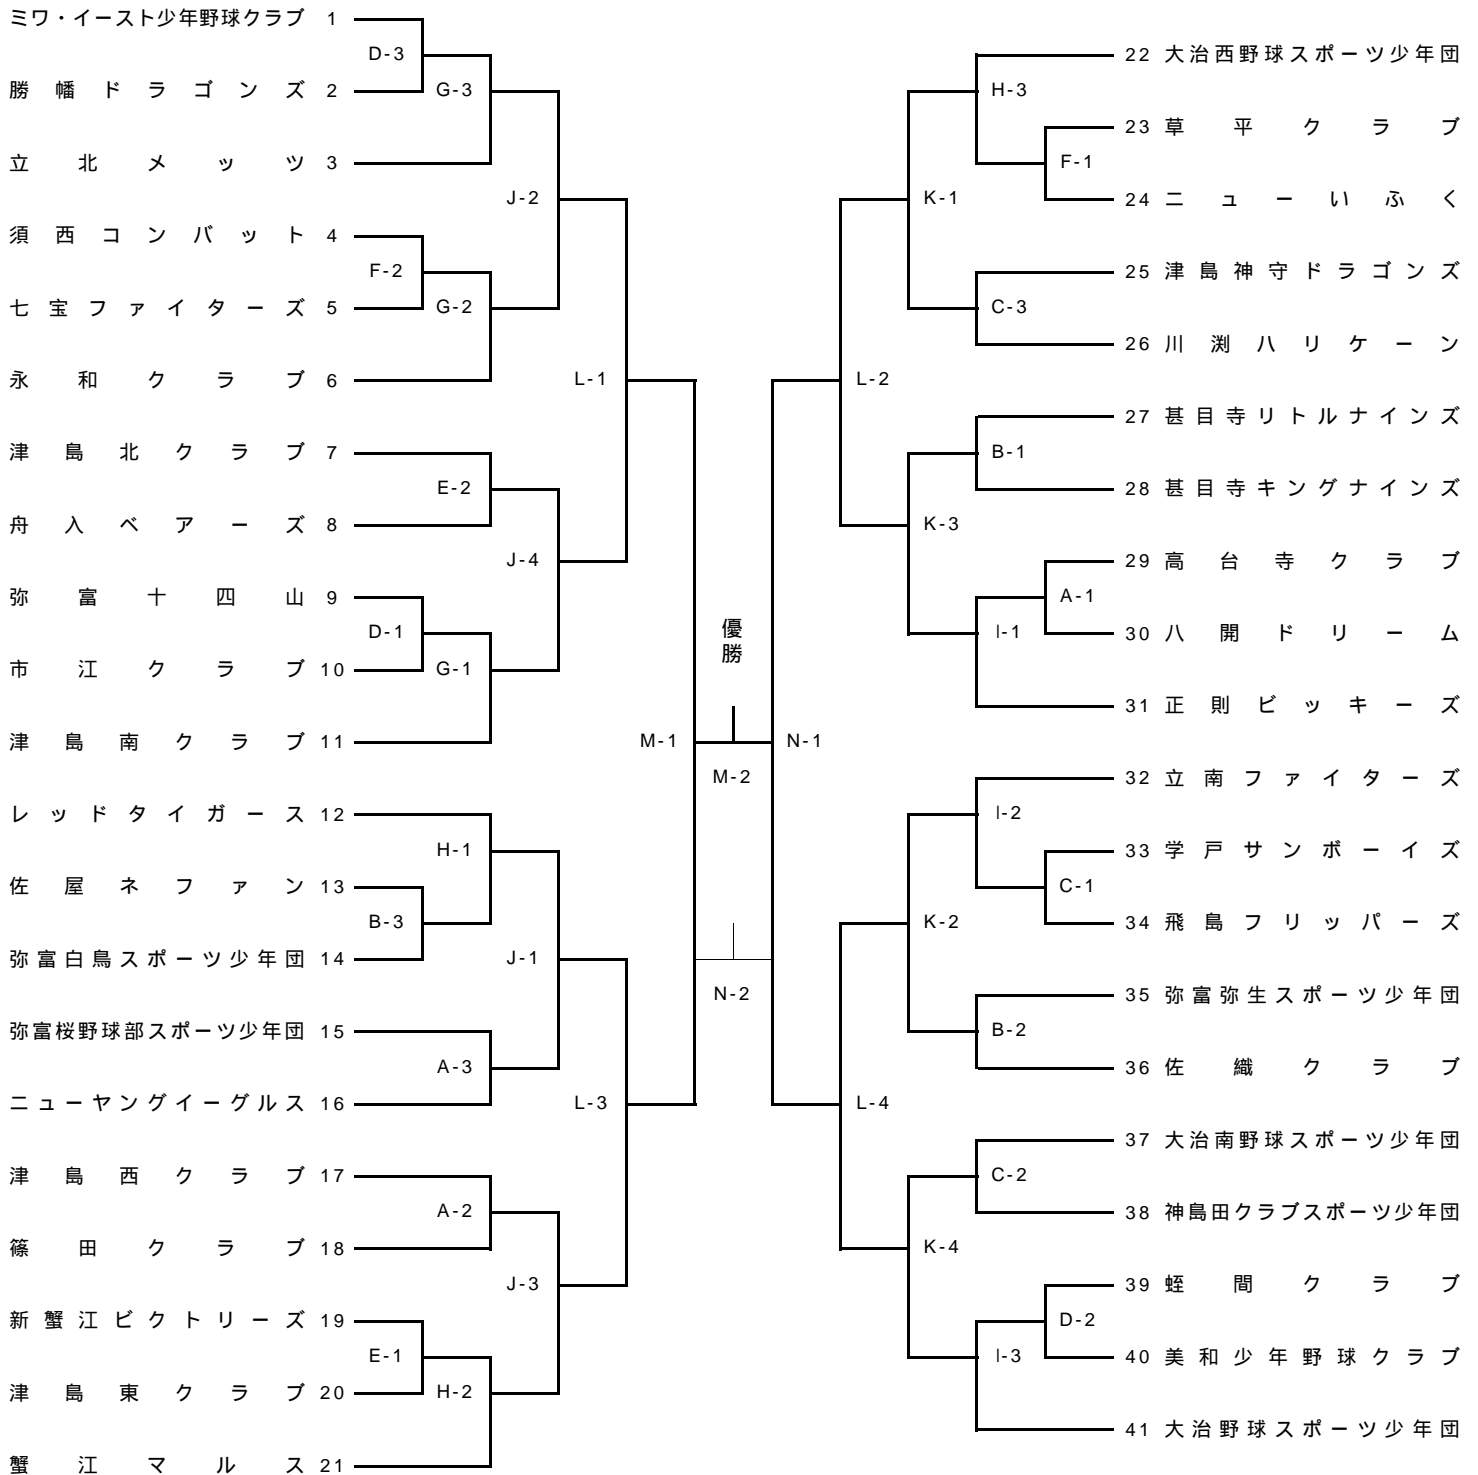 ミワ・イースト少年野球クラブ 1
D-3
勝幡ドラゴンズ 2
G-3
立北メッツ 3
J-2
須西コンバット 4
F-2
七宝ファイターズ 5
G-2
永和クラブ 6
L-1
津島北クラブ 7
E-2
舟入ベアーズ 8
J-4
弥富十四山 9
D-1
市江クラブ 10
G-1
津島南クラブ 11
M-1
レッドタイガース 12
H-1
佐屋ネファン 13
B-3
弥富白鳥スポーツ少年団 14
J-1
弥富桜野球部スポーツ少年団 15
A-3
ニューヤングイーグルス 16
L-3
津島西クラブ 17
A-2
篠田クラブ 18
J-3
新蟹江ビクトリーズ 19
E-1
津島東クラブ 20
H-2
蟹江マルス 21
優勝
M-2
N-2
22 大治西野球スポーツ少年団
H-3
23 草平クラブ
F-1
24 ニューいふく
K-1
25 津島神守ドラゴンズ
C-3
26 川渕ハリケーン
L-2
27 甚目寺リトルナインズ
B-1
28 甚目寺キングナインズ
K-3
29 高台寺クラブ
A-1
30 八開ドリーム
I-1
31 正則ビッキーズ
N-1
32 立南ファイターズ
I-2
33 学戸サンボーイズ
C-1
34 飛島フリッパーズ
K-2
35 弥富弥生スポーツ少年団
B-2
36 佐織クラブ
L-4
37 大治南野球スポーツ少年団
C-2
38 神島田クラブスポーツ少年団
K-4
39 蛭間クラブ
D-2
40 美和少年野球クラブ
I-3
41 大治野球スポーツ少年団